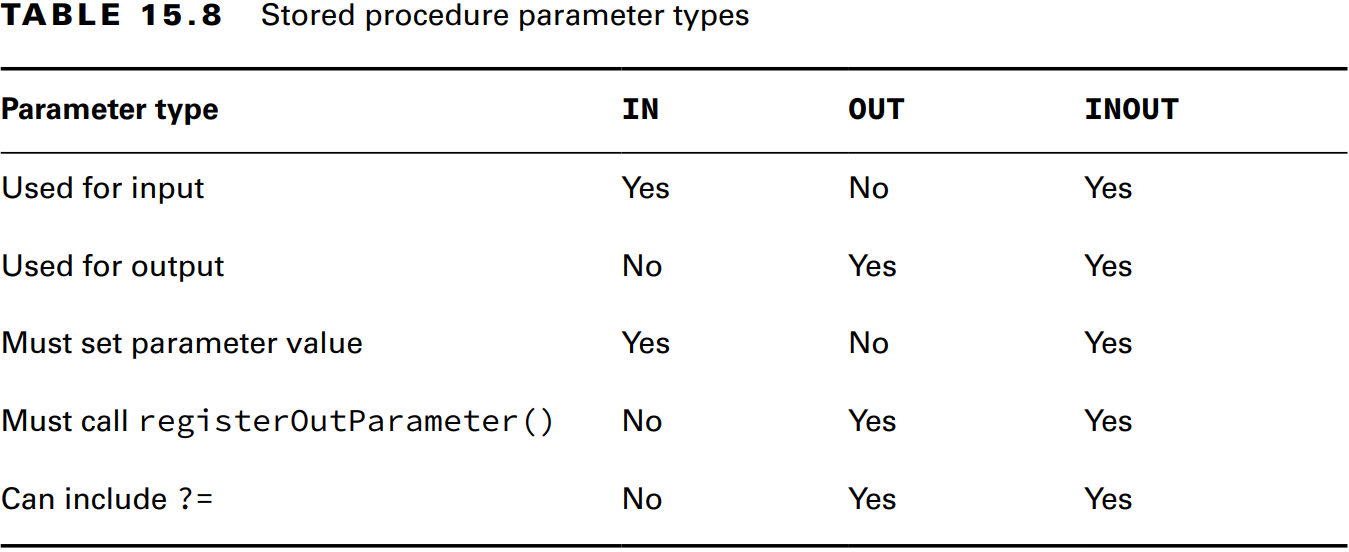 TABLE 15.8 Stored procedure parameter types
Parameter type IN OUT INOUT
Used for input Yes No Yes
Used for output No Yes Yes
Must set parameter value Yes No Yes
Must call registerOutParameter() No Yes Yes
Can include ?= No Yes Yes